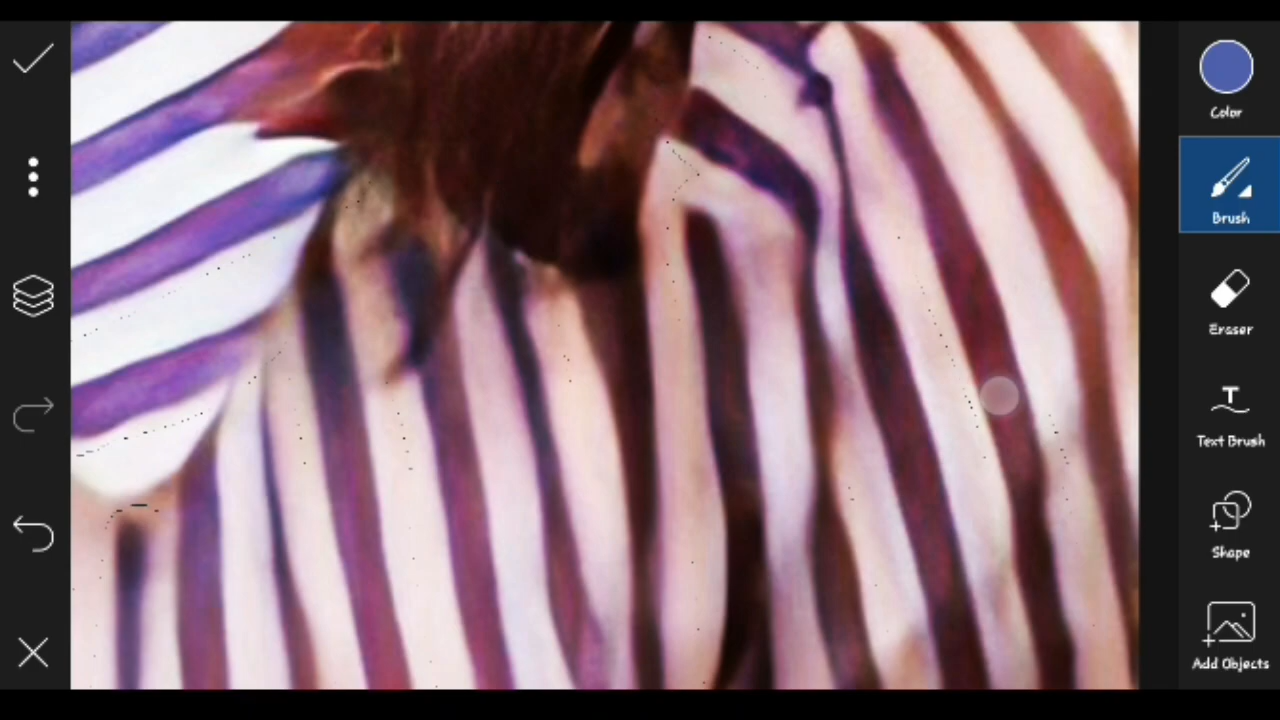 Color
Brush
Eraser
Text Brush
Shape
Add Objects